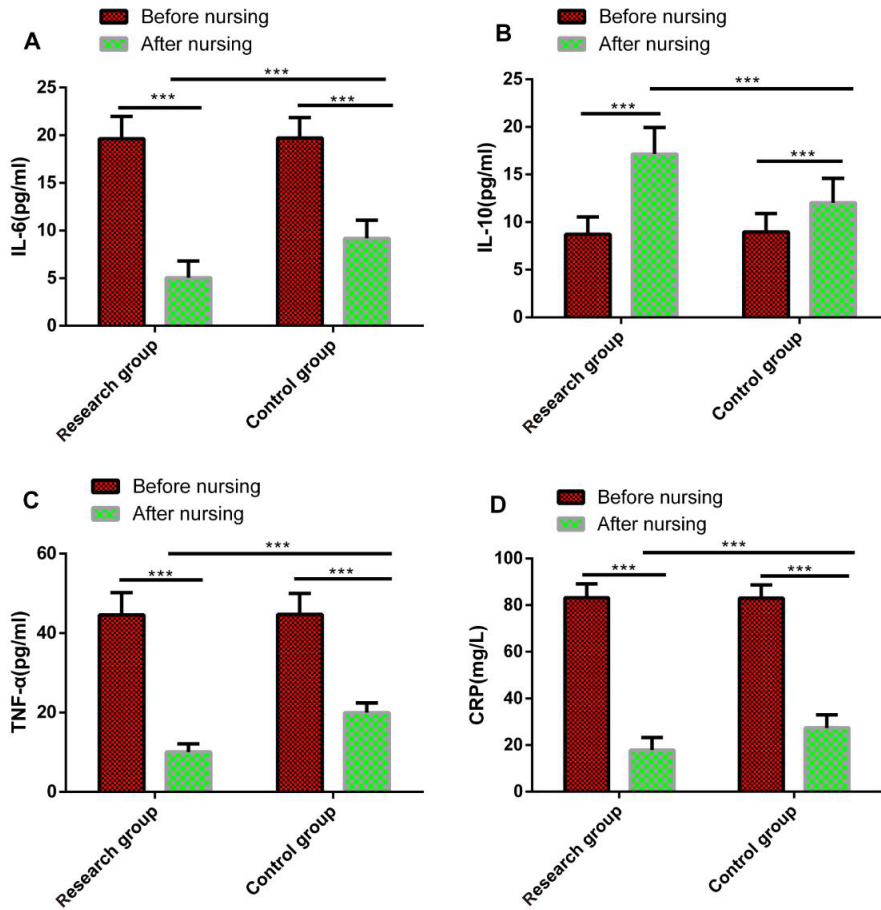 A
Before nursing
After nursing
***
***
***
IL-6(pg/ml)
25
20
15
10
5
0
Research group
Control group
B
Before nursing
After nursing
***
***
***
IL-10(pg/ml)
25
20
15
10
5
0
Research group
Control group
C
Before nursing
After nursing
***
***
***
TNF-α(pg/ml)
60
40
20
0
Research group
Control group
D
Before nursing
After nursing
***
***
***
CRP(mg/L)
100
80
60
40
20
0
Research group
Control group